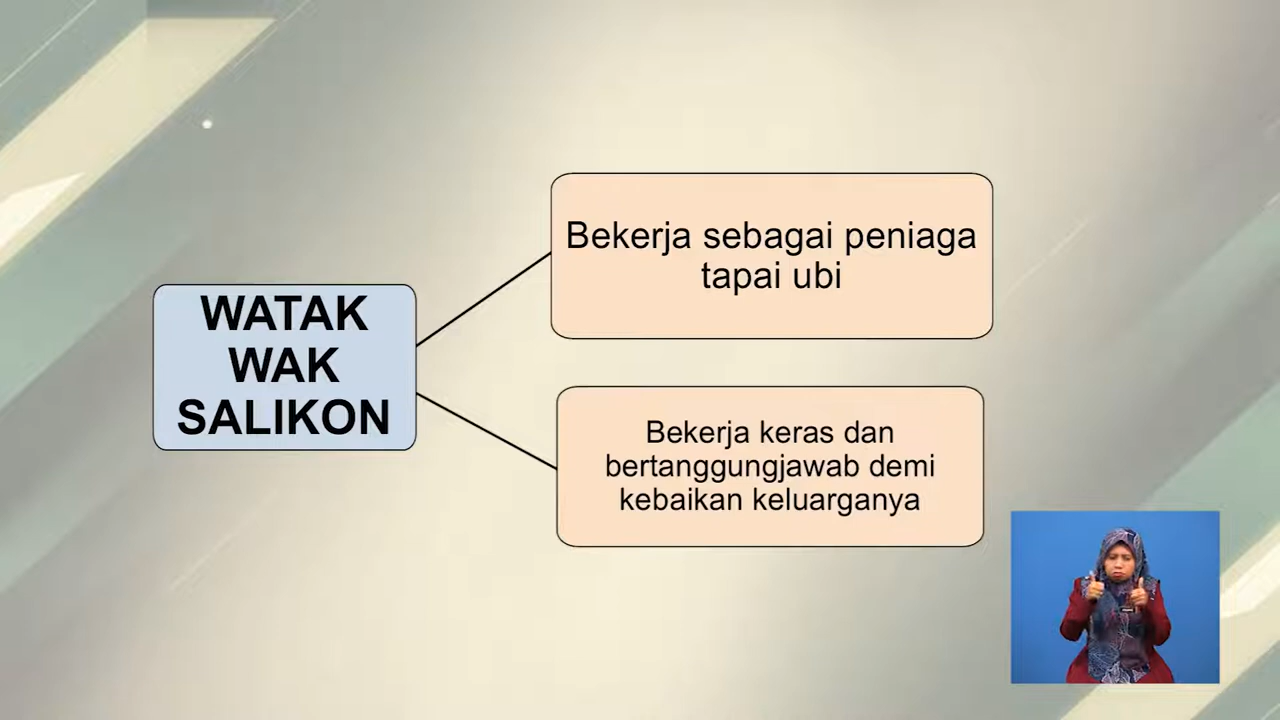 WATAK
WAK
SALIKON
Bekerja sebagai peniaga
tapai ubi
Bekerja keras dan
bertanggungjawab demi
kebaikan keluarganya